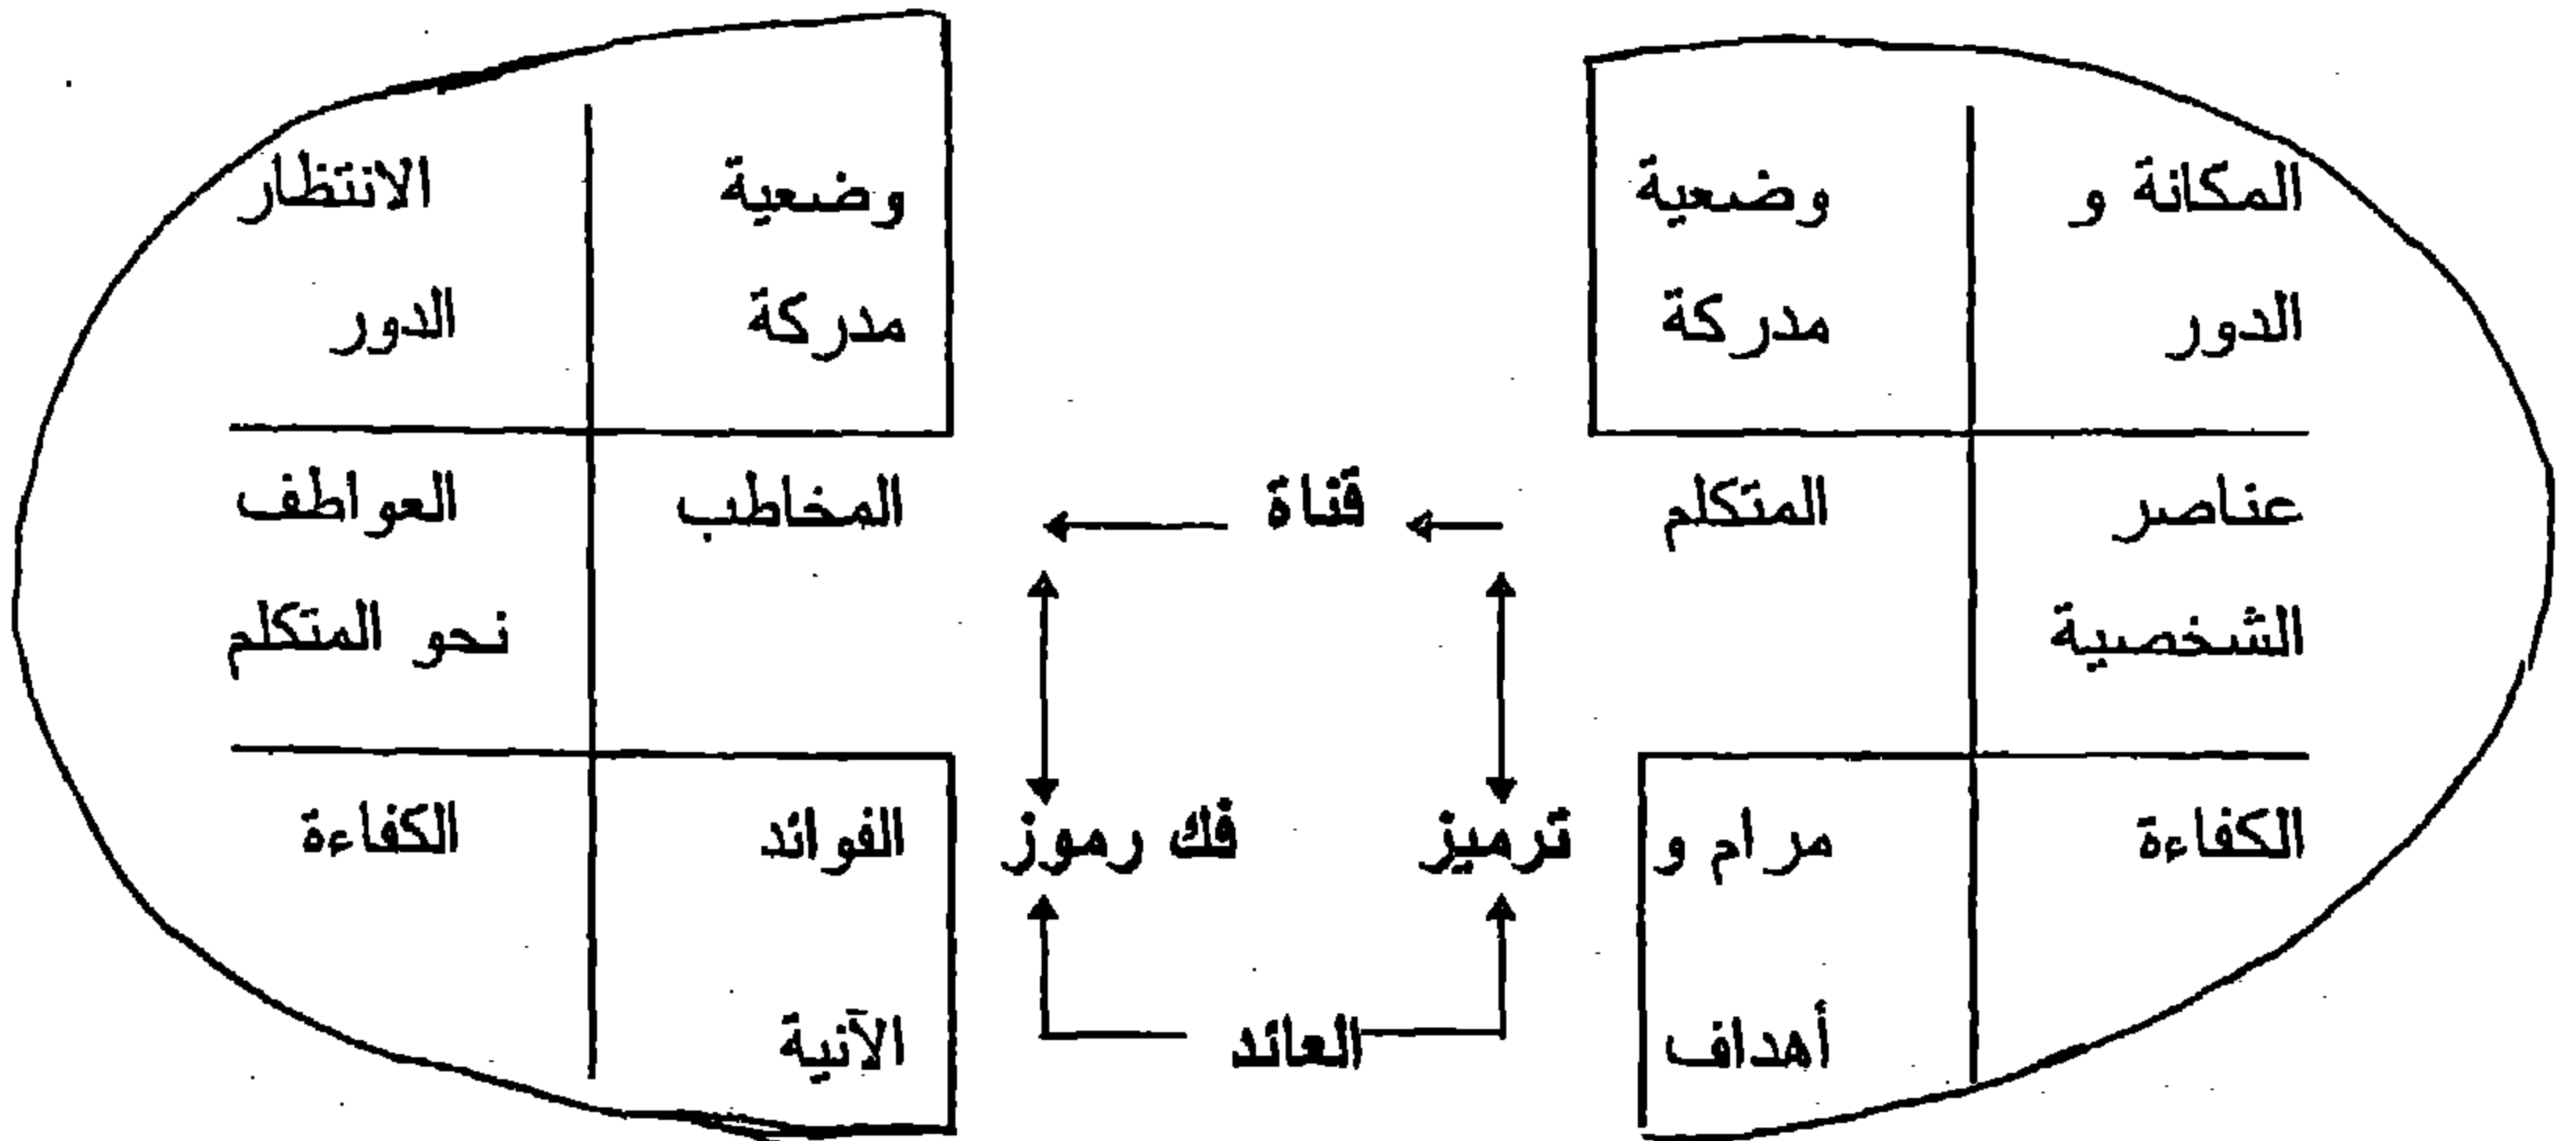 المكانة و
الدور
وضعية
مدركة
وضعية
مدركة
الانتظار
الدور
عناصر
الشخصية
المتكلم
قناة
المخاطب
العواطف
نحو المتكلم
الكفاءة
مرام و
أهداف
ترميز
فك رموز
العائد
الفوائد
الآنية
الكفاءة